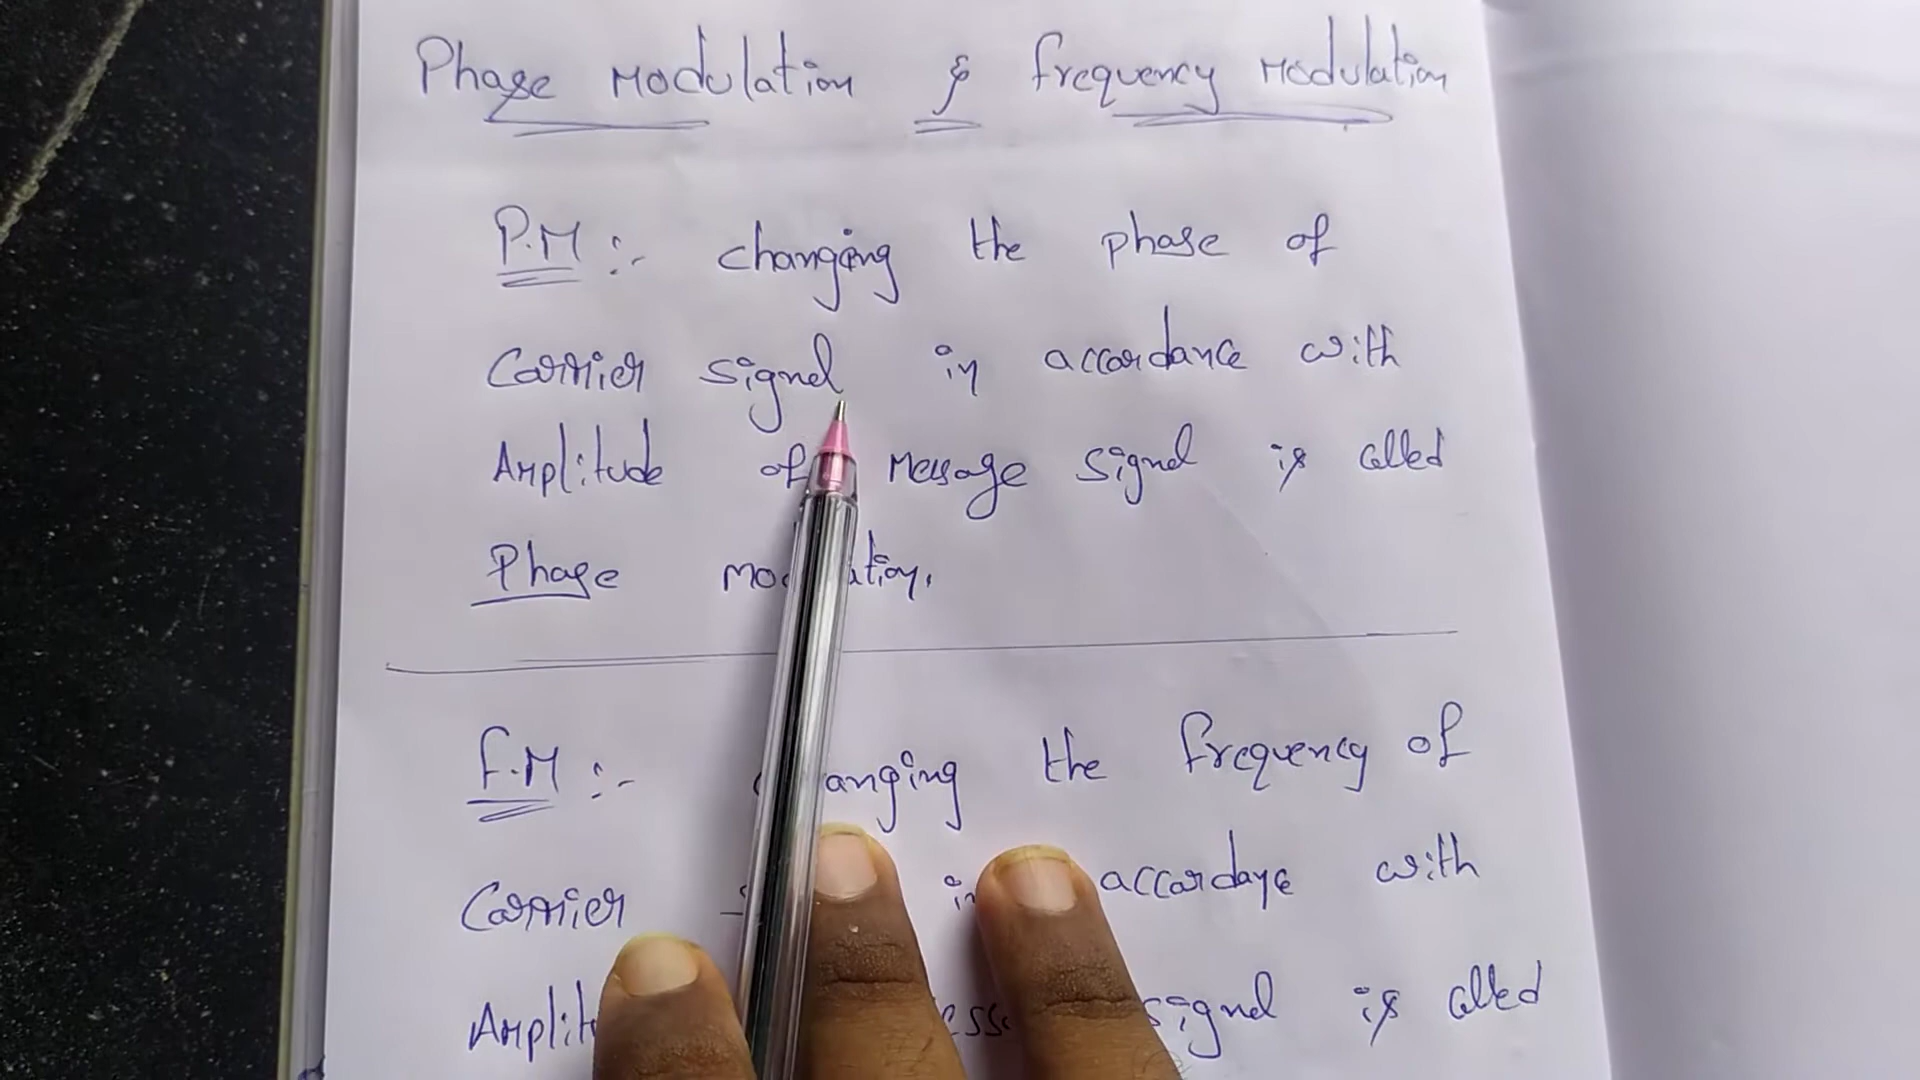 Phase Modulation & frequency Modulation
P.M :- changing the phase of
Carrier signal in accordance with
Amplitude of Message signal is called
Phase
F.M :- the frequency of
Carrier in with
signal is called